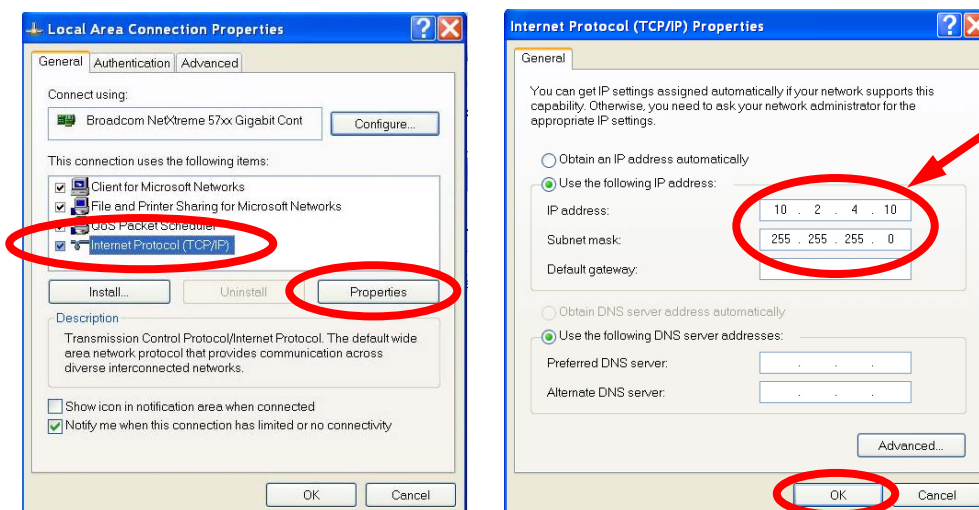 Local Area Connection Properties
General Authentication Advanced
Connect using:
Broadcom NetXtreme 57xx Gigabit Cont
Configure...
This connection uses the following items:
Client for Microsoft Networks
File and Printer Sharing for Microsoft Networks
QoS Packet Scheduler
Internet Protocol (TCP/IP)
Install... Uninstall Properties
Description
Transmission Control Protocol/Internet Protocol. The default wide
area network protocol that provides communication across
diverse interconnected networks.
Show icon in notification area when connected
Notify me when this connection has limited or no connectivity
OK Cancel
Internet Protocol (TCP/IP) Properties
General
You can get IP settings assigned automatically if your network supports this
capability. Otherwise, you need to ask your network administrator for the
appropriate IP settings.
Obtain an IP address automatically
Use the following IP address:
IP address: 10 . 2 . 4 . 10
Subnet mask: 255 . 255 . 255 . 0
Default gateway:
Obtain DNS server address automatically
Use the following DNS server addresses:
Preferred DNS server: . . .
Alternate DNS server: . . .
Advanced...
OK Cancel